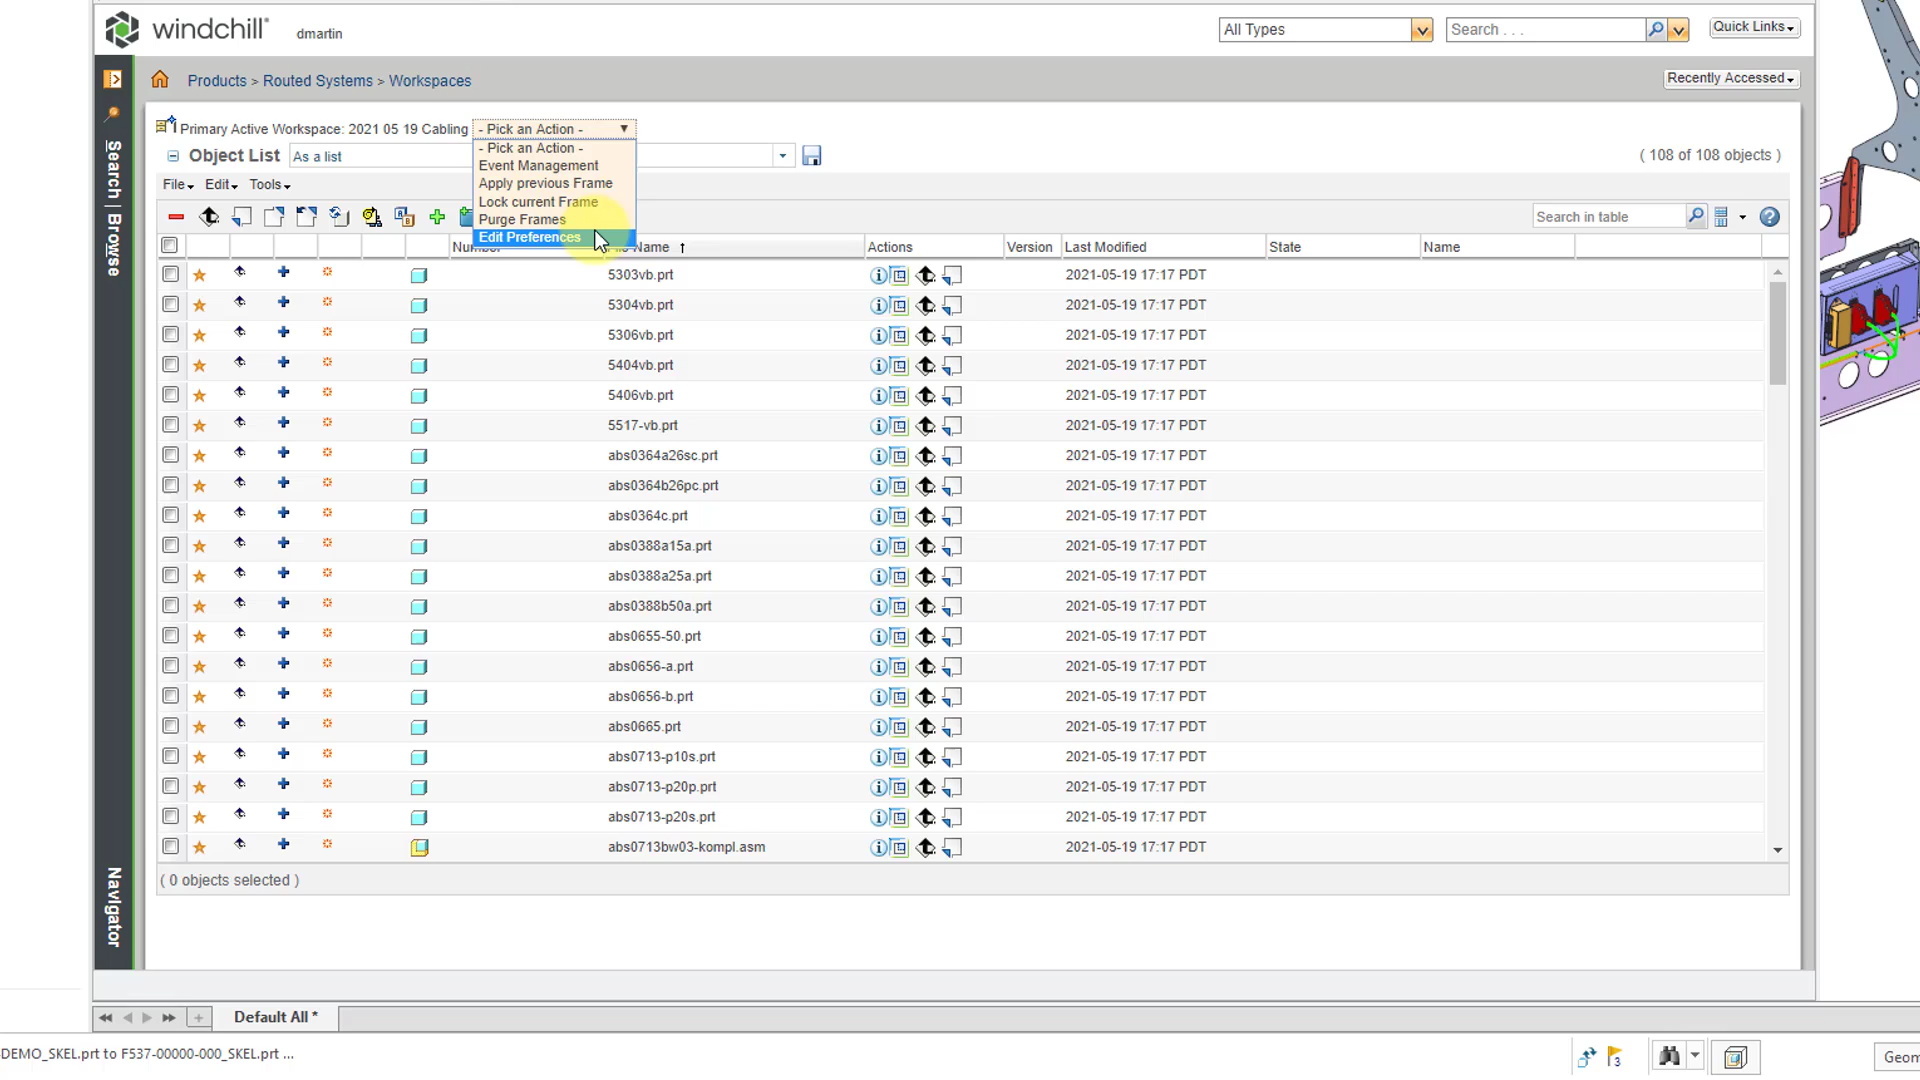 windchill
dmartin
All Types
Search . . .
Quick Links
Products > Routed Systems > Workspaces
Recently Accessed
Primary Active Workspace: 2021 05 19 Cabling
- Pick an Action -
- Pick an Action -
Event Management
Apply previous Frame
Lock current Frame
Purge Frames
Edit Preferences
Object List
As a list
( 108 of 108 objects )
File
Edit
Tools
Search in table
Number
Name
Actions
Version
Last Modified
State
Name
5303vb.prt 2021-05-19 17:17 PDT
5304vb.prt 2021-05-19 17:17 PDT
5306vb.prt 2021-05-19 17:17 PDT
5404vb.prt 2021-05-19 17:17 PDT
5406vb.prt 2021-05-19 17:17 PDT
5517-vb.prt 2021-05-19 17:17 PDT
abs0364a26sc.prt 2021-05-19 17:17 PDT
abs0364b26pc.prt 2021-05-19 17:17 PDT
abs0364c.prt 2021-05-19 17:17 PDT
abs0388a15a.prt 2021-05-19 17:17 PDT
abs0388a25a.prt 2021-05-19 17:17 PDT
abs0388b50a.prt 2021-05-19 17:17 PDT
abs0655-50.prt 2021-05-19 17:17 PDT
abs0656-a.prt 2021-05-19 17:17 PDT
abs0656-b.prt 2021-05-19 17:17 PDT
abs0665.prt 2021-05-19 17:17 PDT
abs0713-p10s.prt 2021-05-19 17:17 PDT
abs0713-p20p.prt 2021-05-19 17:17 PDT
abs0713-p20s.prt 2021-05-19 17:17 PDT
abs0713bw03-kompl.asm 2021-05-19 17:17 PDT
( 0 objects selected )
Search
Browse
Navigator
Default All *
DEMO_SKEL.prt to F537-00000-000_SKEL.prt ...
3
Geom